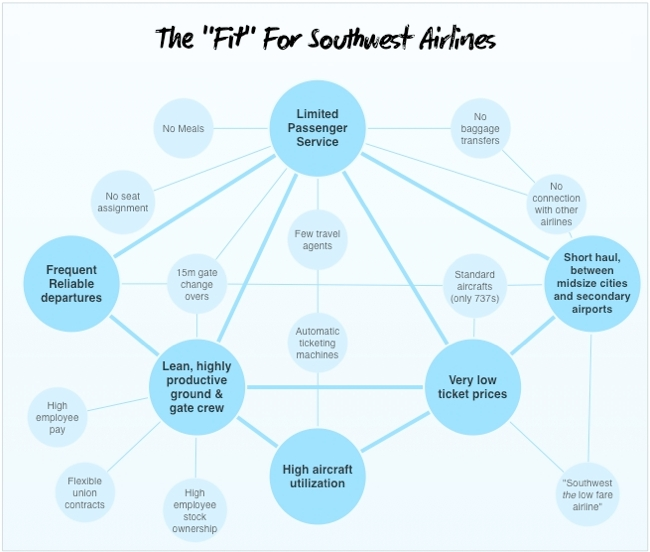 The "Fit" For Southwest Airlines
Limited
Passenger
Service
No Meals
No
baggage
transfers
No seat
assignment
No
connection
with other
airlines
Few travel
agents
Frequent
Reliable
departures
15m gate
change
overs
Standard
aircrafts
(only 737s)
Short haul,
between
midsize cities
and secondary
airports
Automatic
ticketing
machines
Lean, highly
productive
ground &
gate crew
Very low
ticket prices
High
employee
pay
High aircraft
utilization
Flexible
union
contracts
High
employee
stock
ownership
"Southwest
the low fare
airline"